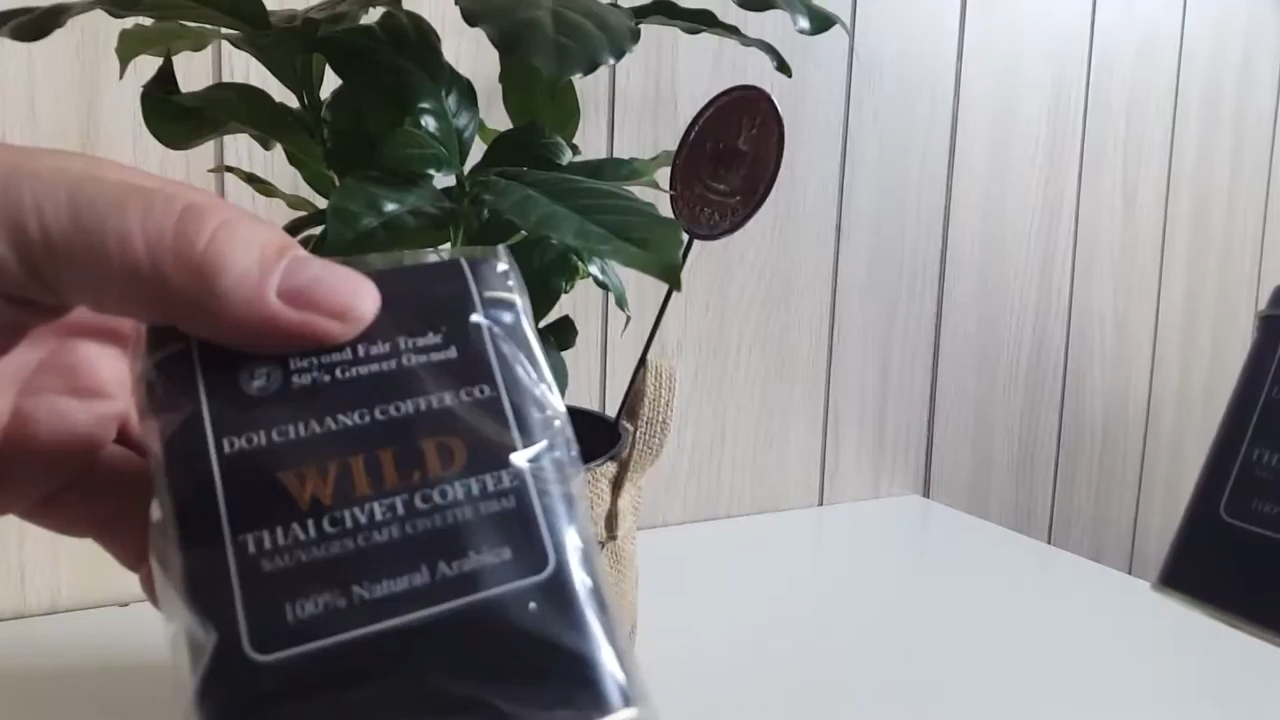 Beyond Fair Trade
50% Grower Owned
DOI CHAANG COFFEE CO.
WILD
THAI CIVET COFFEE
SAUVAGES CAFÉ CIVETTE THAI
100% Natural Arabica